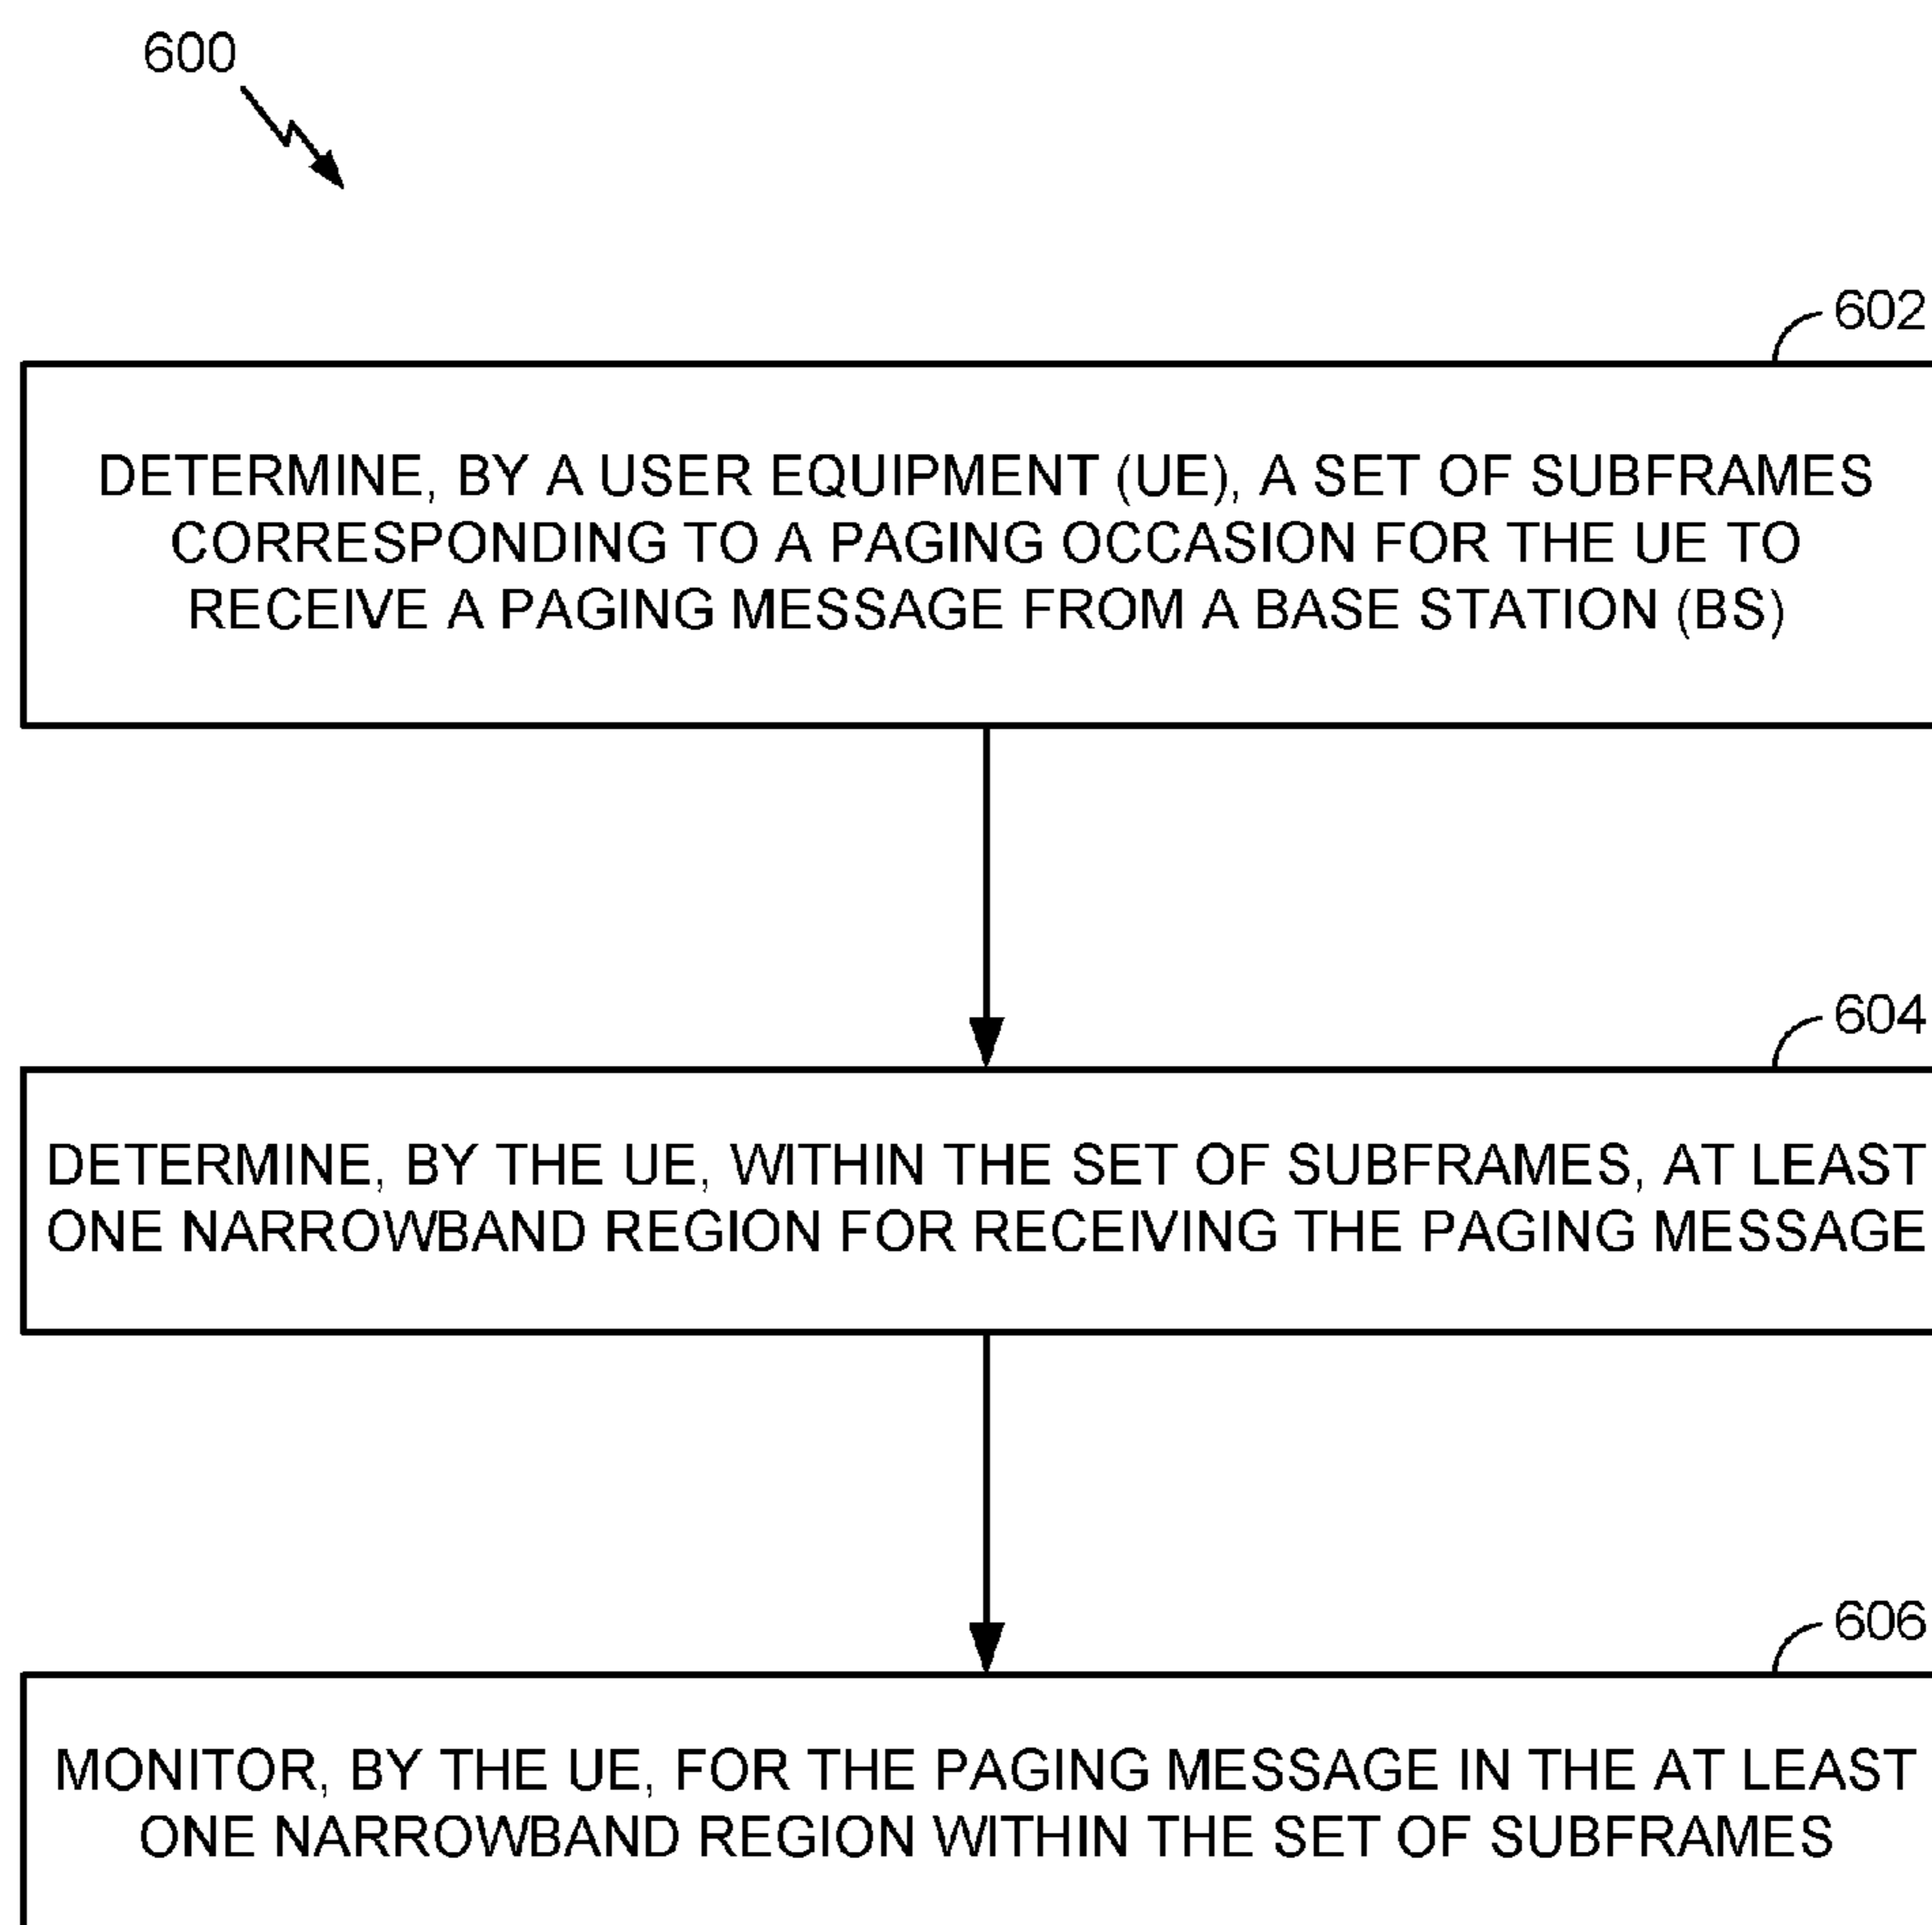 600
602
DETERMINE, BY A USER EQUIPMENT (UE), A SET OF SUBFRAMES
CORRESPONDING TO A PAGING OCCASION FOR THE UE TO
RECEIVE A PAGING MESSAGE FROM A BASE STATION (BS)
604
DETERMINE, BY THE UE, WITHIN THE SET OF SUBFRAMES, AT LEAST
ONE NARROWBAND REGION FOR RECEIVING THE PAGING MESSAGE
606
MONITOR, BY THE UE, FOR THE PAGING MESSAGE IN THE AT LEAST
ONE NARROWBAND REGION WITHIN THE SET OF SUBFRAMES